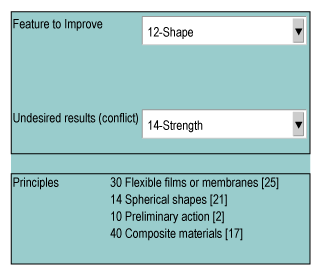 Feature to Improve 12-Shape
Undesired results (conflict) 14-Strength
Principles 30 Flexible films or membranes [25]
14 Spherical shapes [21]
10 Preliminary action [2]
40 Composite materials [17]